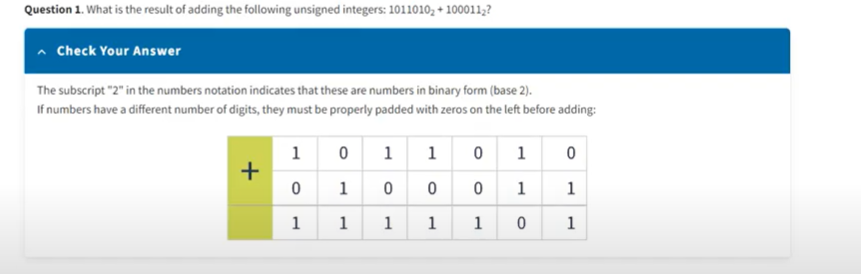 Question 1. What is the result of adding the following unsigned integers: 1011010₂ + 100011₂?
Check Your Answer
The subscript "2" in the numbers notation indicates that these are numbers in binary form (base 2).
If numbers have a different number of digits, they must be properly padded with zeros on the left before adding:
+
1 0 1 1 0 1 0
0 1 0 0 0 1 1
1 1 1 1 1 0 1